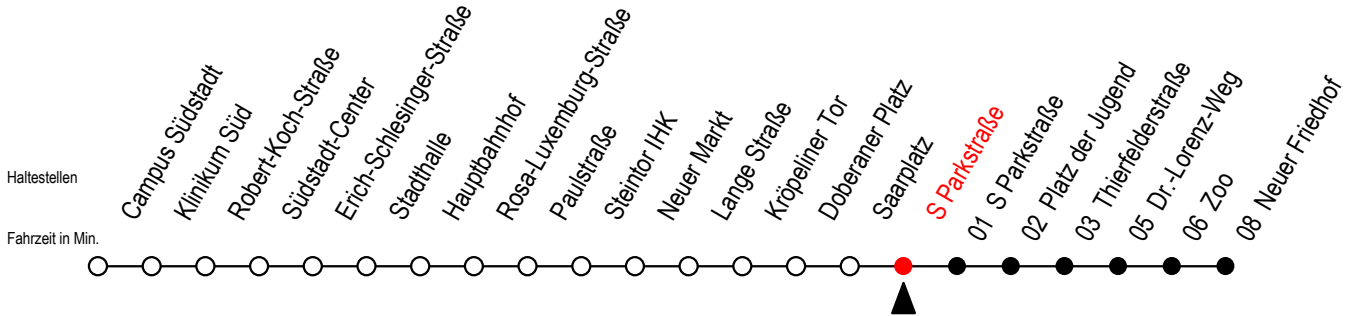 Haltestellen
Fahrzeit in Min.
Campus Südstadt
Klinikum Süd
Robert-Koch-Straße
Südstadt-Center
Erich-Schlesinger-Straße
Stadthalle
Hauptbahnhof
Rosa-Luxemburg-Straße
Paulstraße
Steintor IHK
Neuer Markt
Lange Straße
Kröpeliner Tor
Doberaner Platz
Saarplatz
S Parkstraße
01 S Parkstraße
02 Platz der Jugend
03 Thierfelderstraße
05 Dr.-Lorenz-Weg
06 Zoo
08 Neuer Friedhof